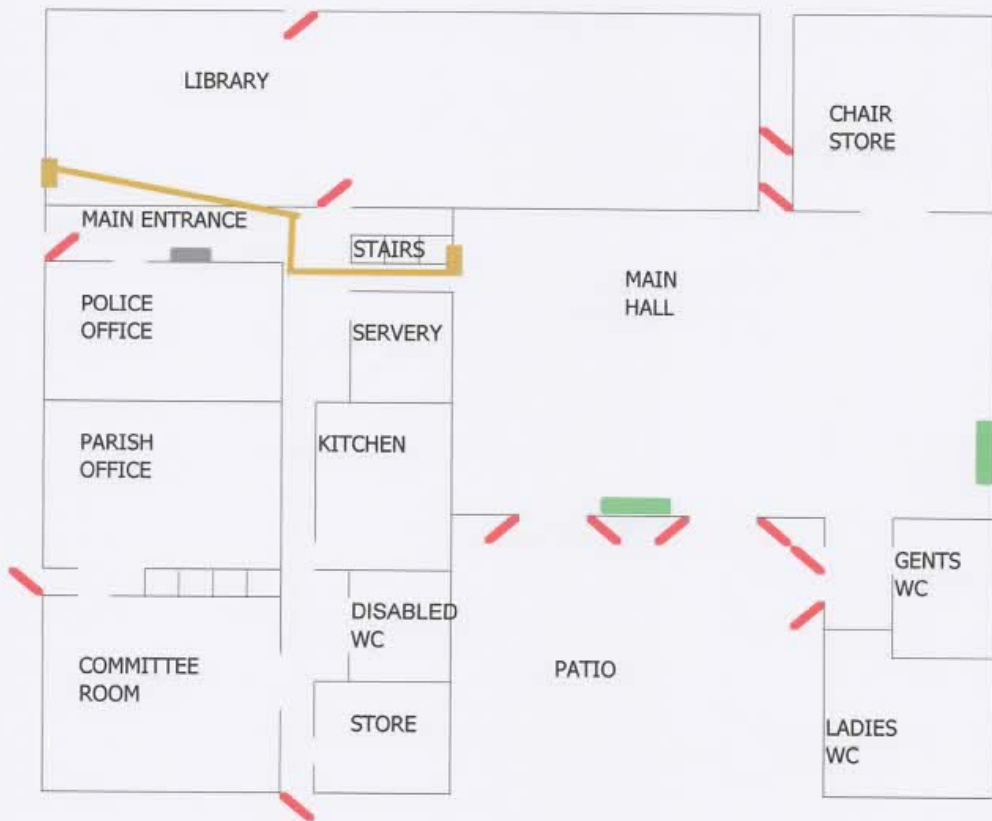 LIBRARY
CHAIR
STORE
MAIN ENTRANCE
STAIRS
MAIN
HALL
POLICE
OFFICE
SERVERY
PARISH
OFFICE
KITCHEN
GENTS
WC
DISABLED
WC
COMMITTEE
ROOM
PATIO
STORE
LADIES
WC